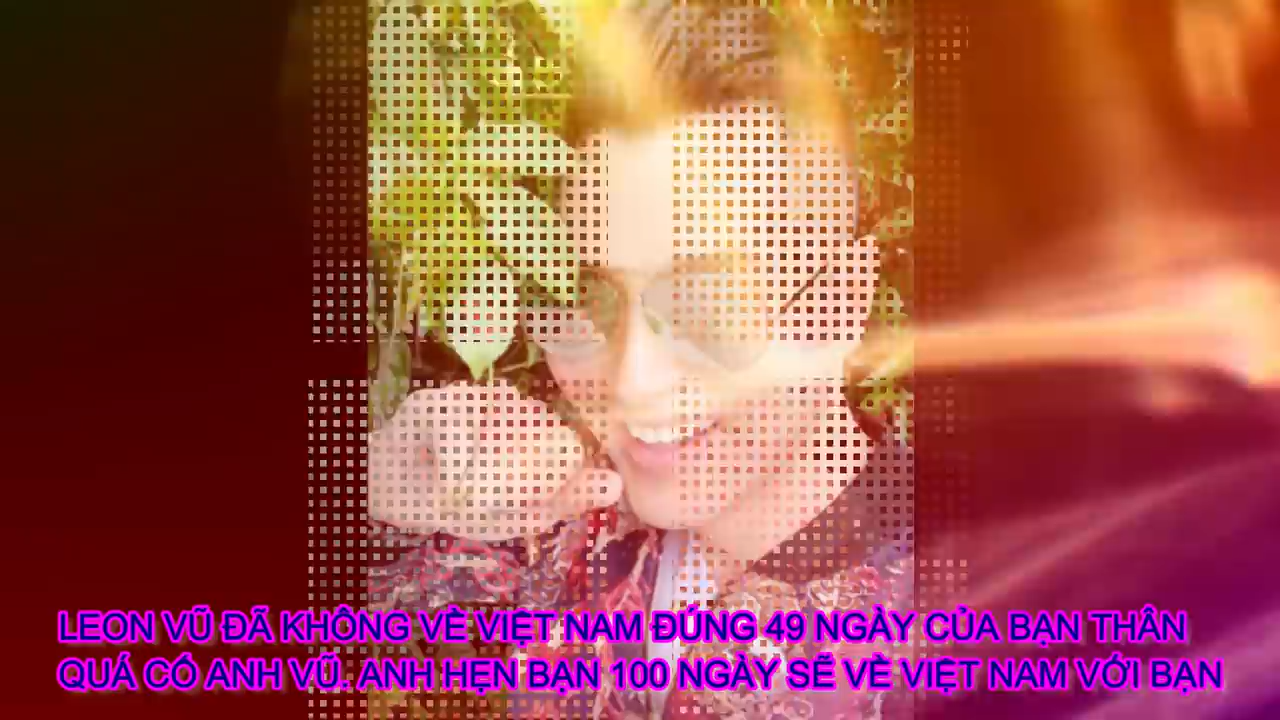 LEON VŨ ĐÃ KHÔNG VỀ VIỆT NAM ĐÚNG 49 NGÀY CỦA BẠN THÂN
QUÁ CỐ ANH VŨ. ANH HẸN BẠN 100 NGÀY SẼ VỀ VIỆT NAM VỚI BẠN